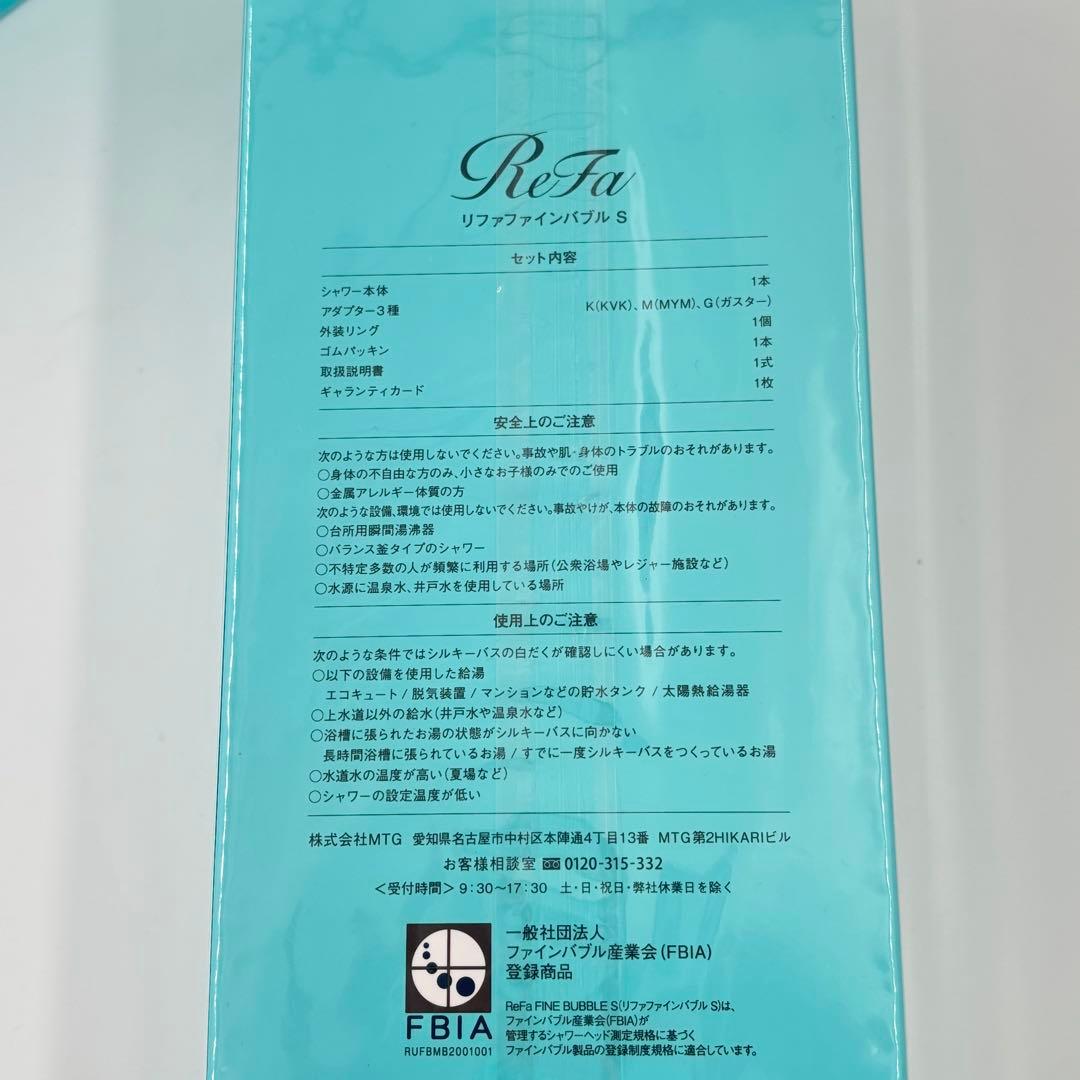 ReFa
リファファインバブル S
セット内容
シャワー本体 1本
アダプター3種 K(KVK)、M(MYM)、G(ガスター)
外装リング 1個
ゴムパッキン 1本
取扱説明書 1式
ギャランティカード 1枚
安全上のご注意
次のような方は使用しないでください。事故や肌・身体のトラブルのおそれがあります。
○身体の不自由な方のみ、小さなお子様のみでのご使用
○金属アレルギー体質の方
次のような設備、環境では使用しないでください。事故やけが、本体の故障のおそれがあります。
○台所用瞬間湯沸器
○バランス釜タイプのシャワー
○不特定多数の人が頻繁に利用する場所(公衆浴場やレジャー施設など)
○水源に温泉水、井戸水を使用している場所
使用上のご注意
次のような条件ではシルキーバスの白だくが確認しにくい場合があります。
○以下の設備を使用した給湯
エコキュート / 脱気装置 / マンションなどの貯水タンク / 太陽熱給湯器
○上水道以外の給水(井戸水や温泉水など)
○浴槽に張られたお湯の状態がシルキーバスに向かない
長時間浴槽に張られているお湯 / すでに一度シルキーバスをつくっているお湯
○水道水の温度が高い(夏場など)
○シャワーの設定温度が低い
株式会社MTG 愛知県名古屋市中村区本陣通4丁目13番 MTG第2HIKARIビル
お客様相談室 0120-315-332
＜受付時間＞9:30～17:30 土・日・祝日・弊社休業日を除く
一般社団法人
ファインバブル産業会(FBIA)
登録商品
FBIA
RUFBMB2001001
ReFa FINE BUBBLE S(リファファインバブル S)は、
ファインバブル産業会(FBIA)が
管理するシャワーヘッド測定規格に基づく
ファインバブル製品の登録制度規格に適合しています。